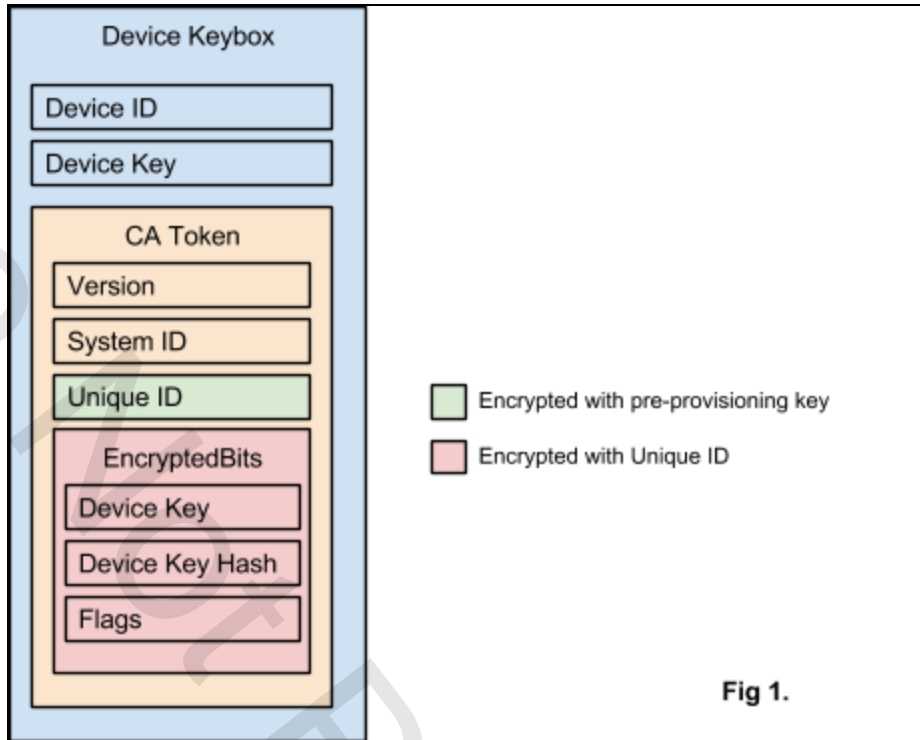 Device Keybox
Device ID
Device Key
CA Token
Version
System ID
Unique ID
EncryptedBits
Device Key
Device Key Hash
Flags
Encrypted with pre-provisioning key
Encrypted with Unique ID
Fig 1.